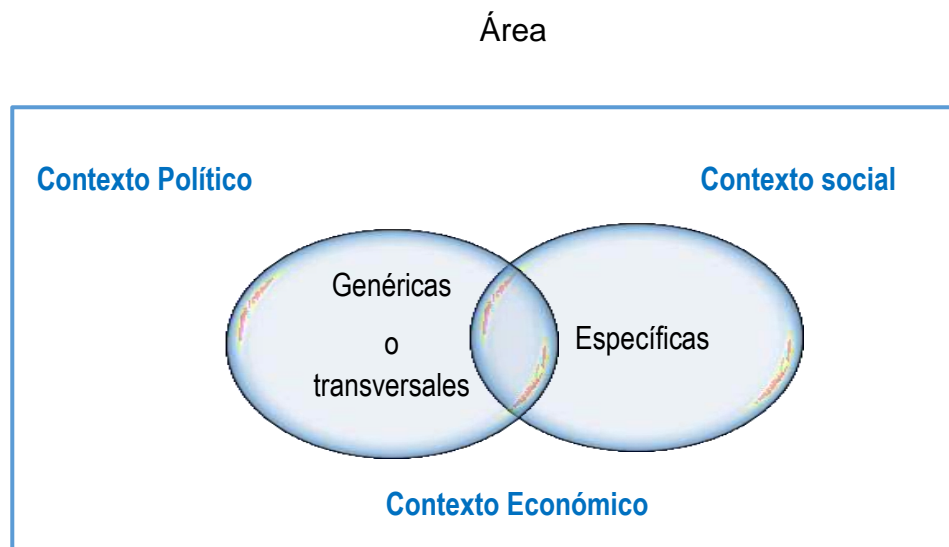 Área
Contexto Político
Contexto social
Genéricas
o
transversales
Específicas
Contexto Económico